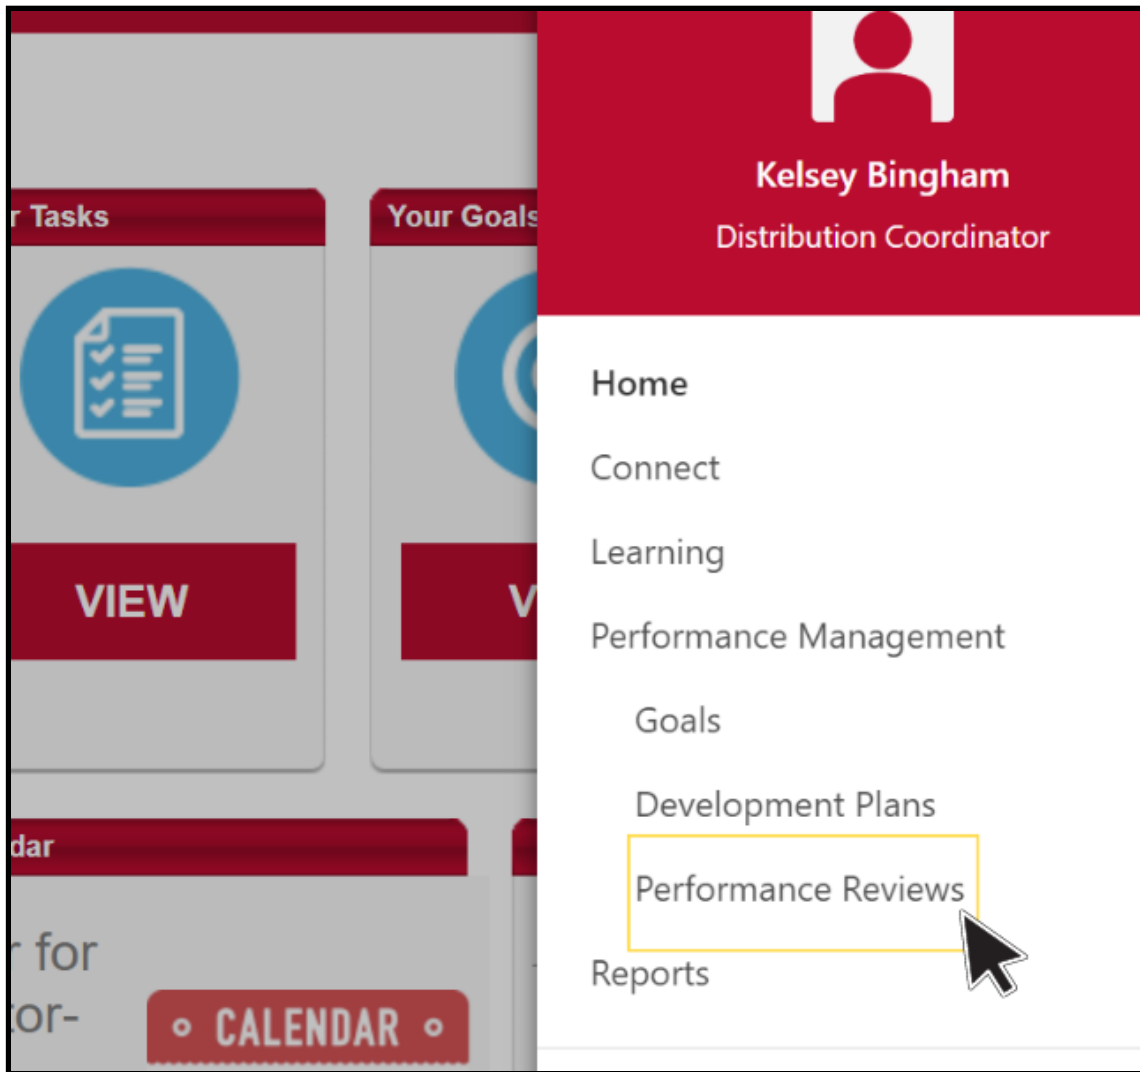 Kelsey Bingham
Distribution Coordinator
r Tasks
Your Goals
VIEW
V
Home
Connect
Learning
Performance Management
Goals
Development Plans
Performance Reviews
Reports
dar
r for
tor-
CALENDAR